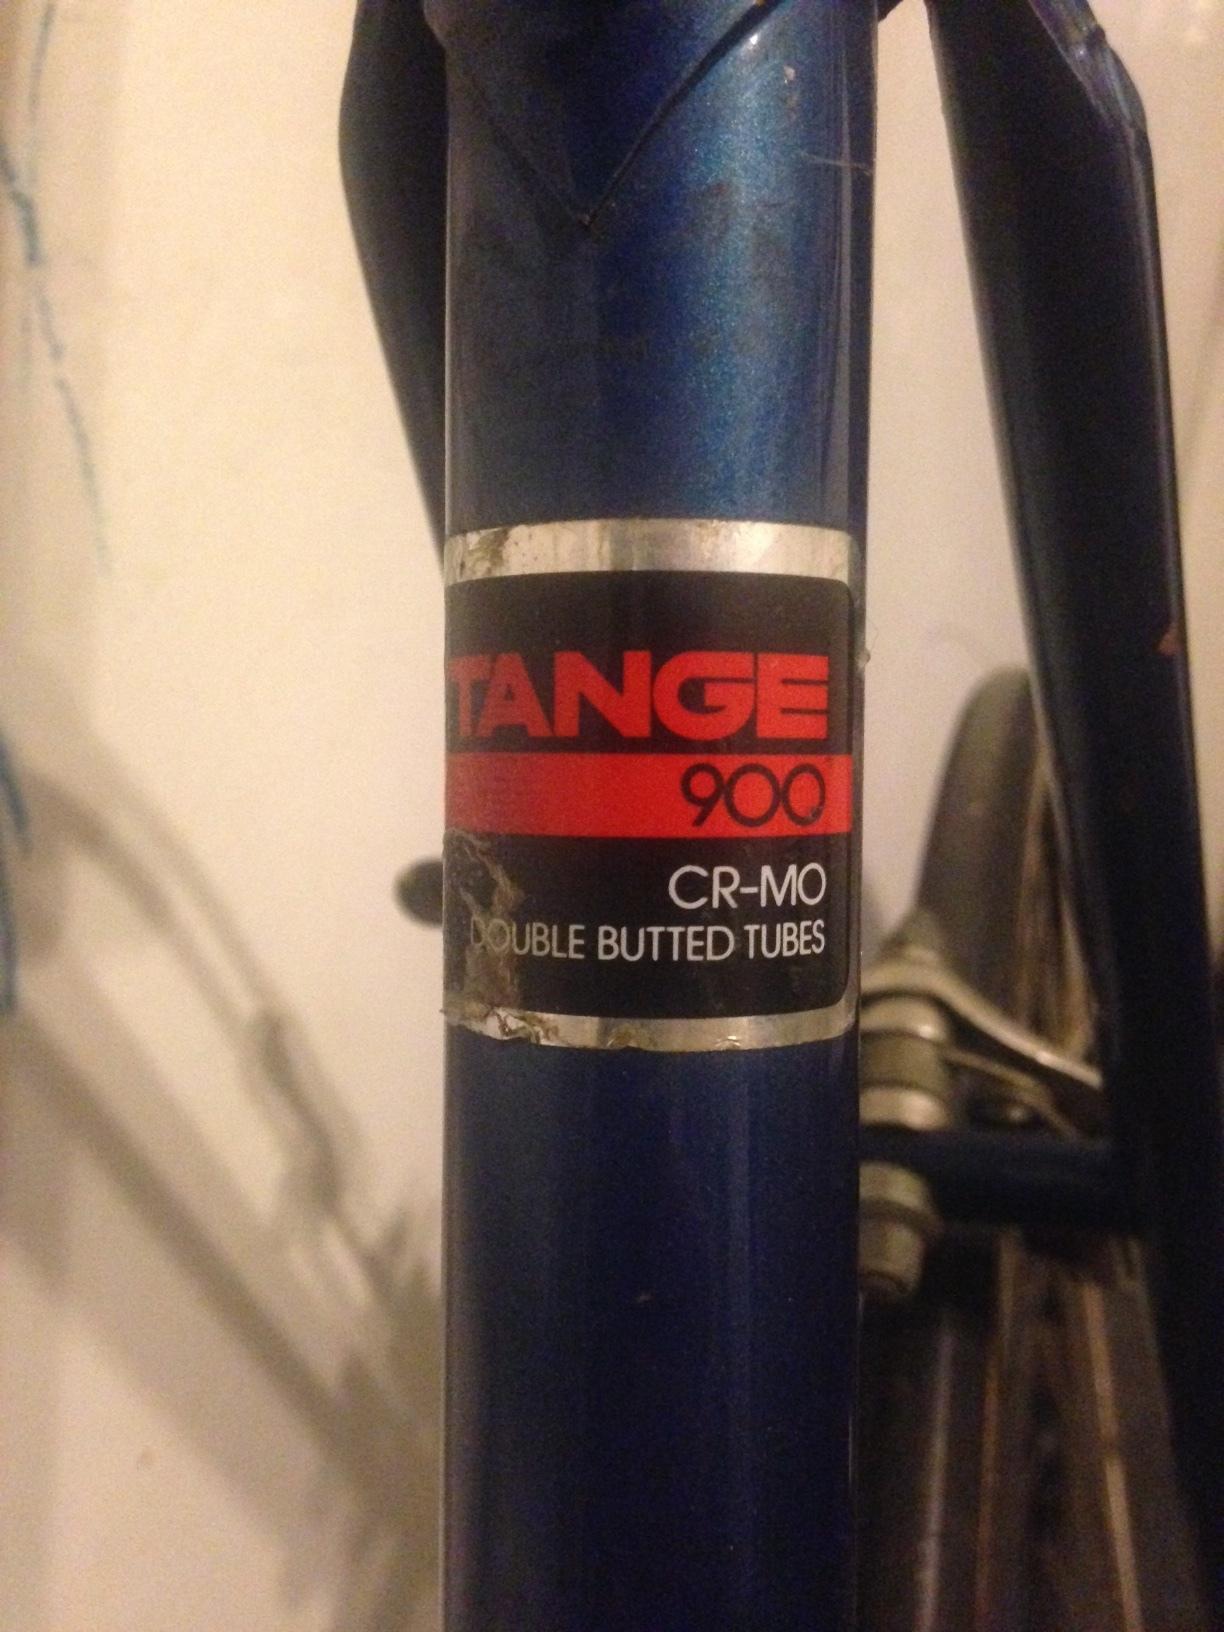 TANGE
900
CR-MO
DOUBLE BUTTED TUBES